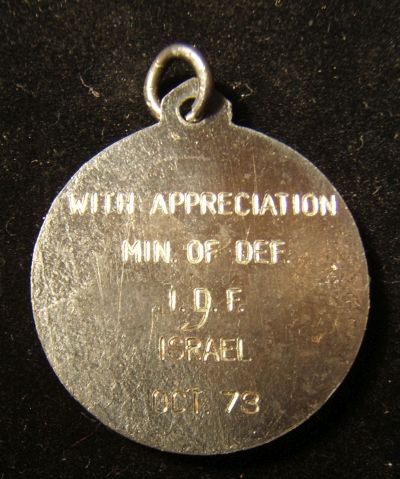 WITH APPRECIATION
MIN. OF DEF.
I. D. F.
ISRAEL
OCT. 73